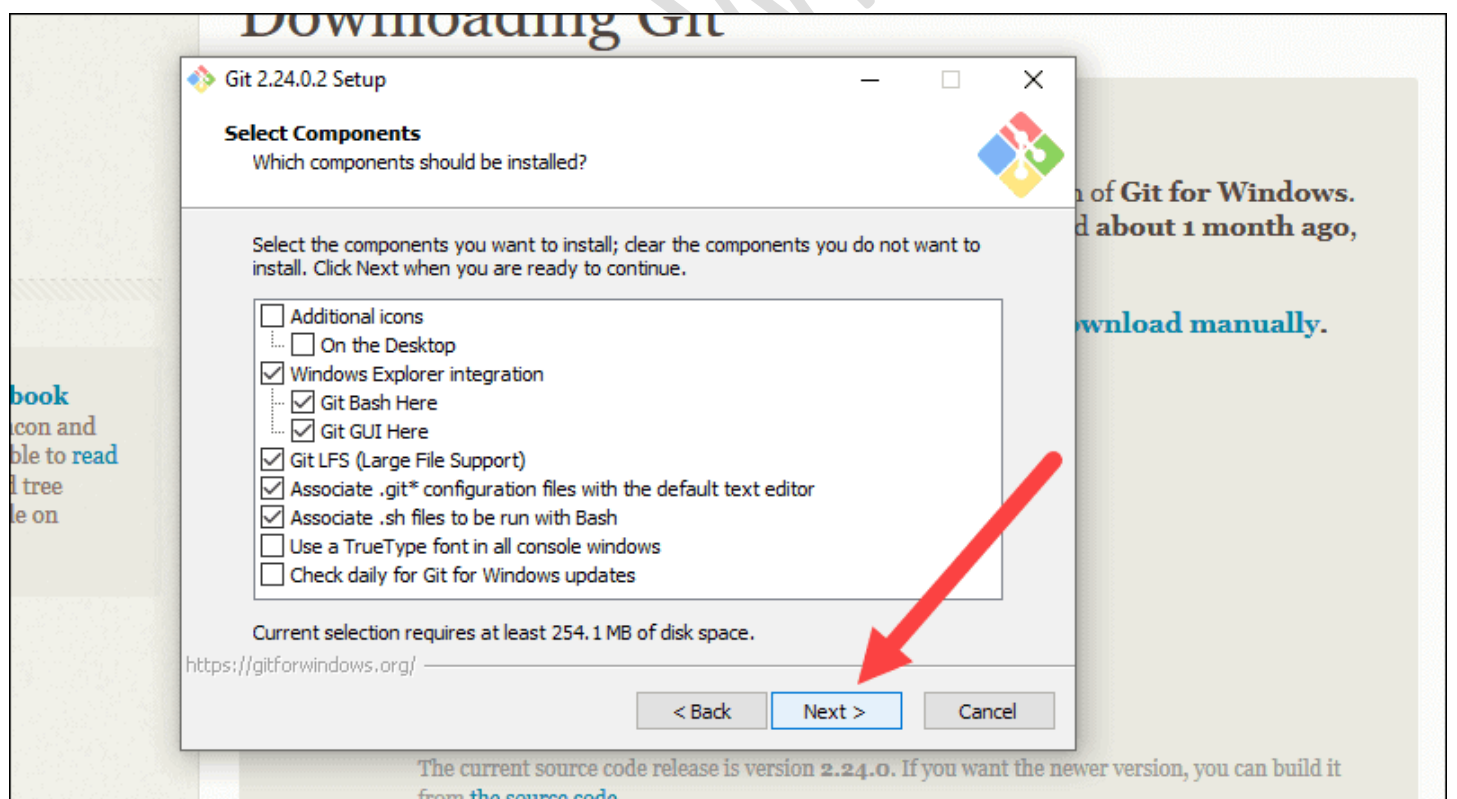 Downloading Git
Git 2.24.0.2 Setup
Select Components
Which components should be installed?
Select the components you want to install; clear the components you do not want to
install. Click Next when you are ready to continue.
Additional icons
On the Desktop
Windows Explorer integration
Git Bash Here
Git GUI Here
Git LFS (Large File Support)
Associate .git* configuration files with the default text editor
Associate .sh files to be run with Bash
Use a TrueType font in all console windows
Check daily for Git for Windows updates
Current selection requires at least 254.1 MB of disk space.
https://gitforwindows.org/
< Back
Next >
Cancel
of Git for Windows.
about 1 month ago,
manually.
book
and
to read
tree
on
The current source code release is version 2.24.0. If you want the newer version, you can build it
from the source code.